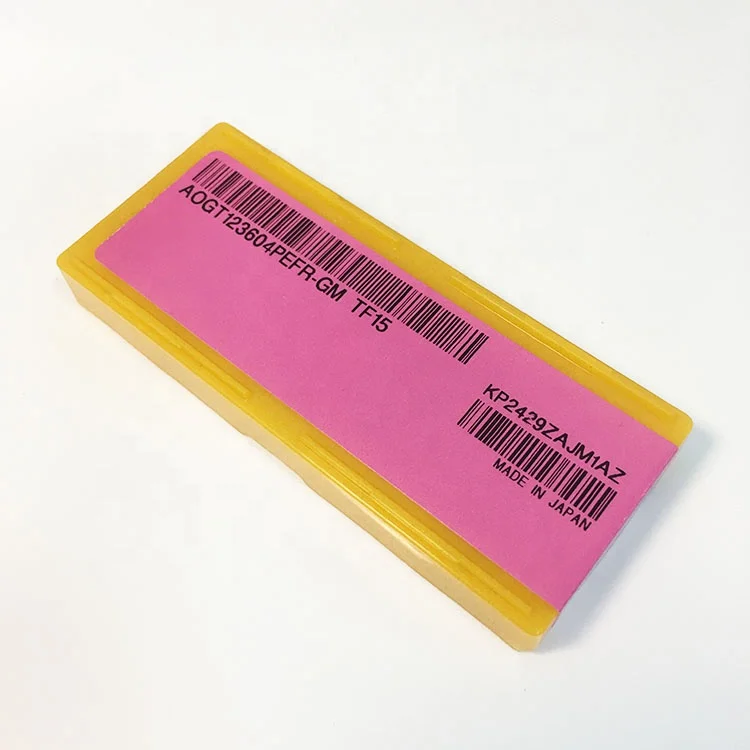 AOGT123604PEFR-GM TF15
KP2429ZAJM1AZ
MADE IN JAPAN